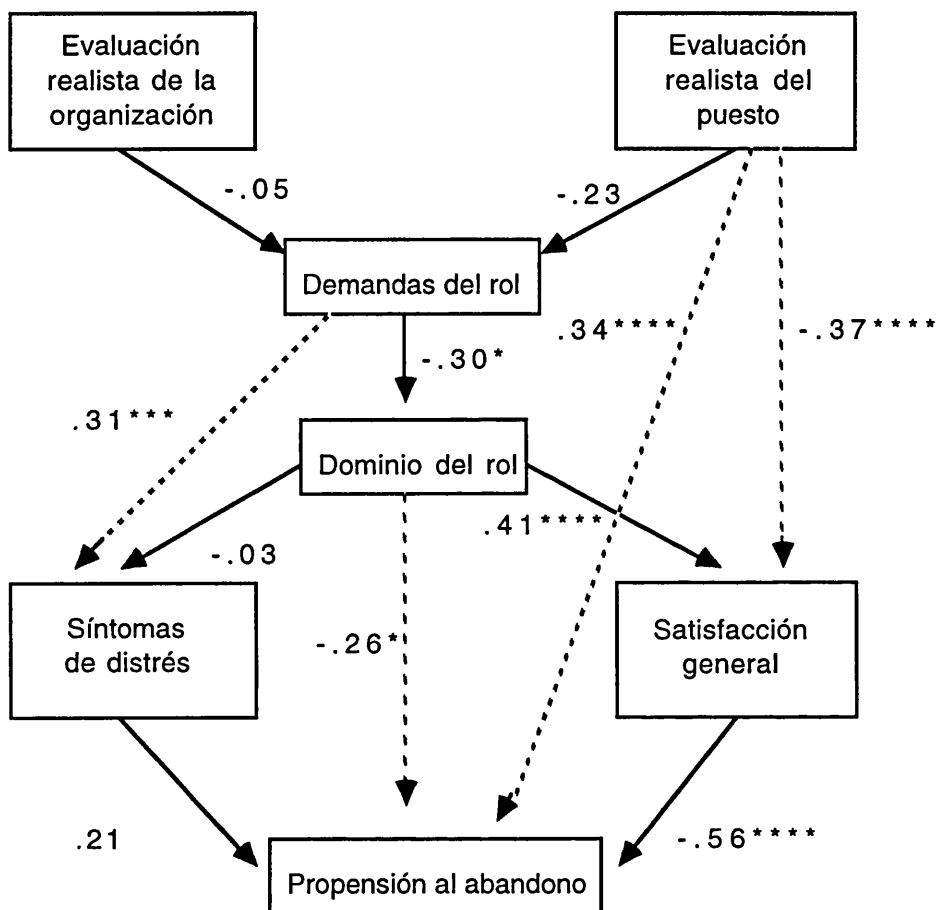 Evaluación
realista de la
organización
Evaluación
realista del
puesto
-.05
-.23
Demandas del rol
.34****
-.37****
-.30*
.31***
Dominio del rol
.41****
-.03
Síntomas
de distrés
-.26*
Satisfacción
general
.21
-.56****
Propensión al abandono